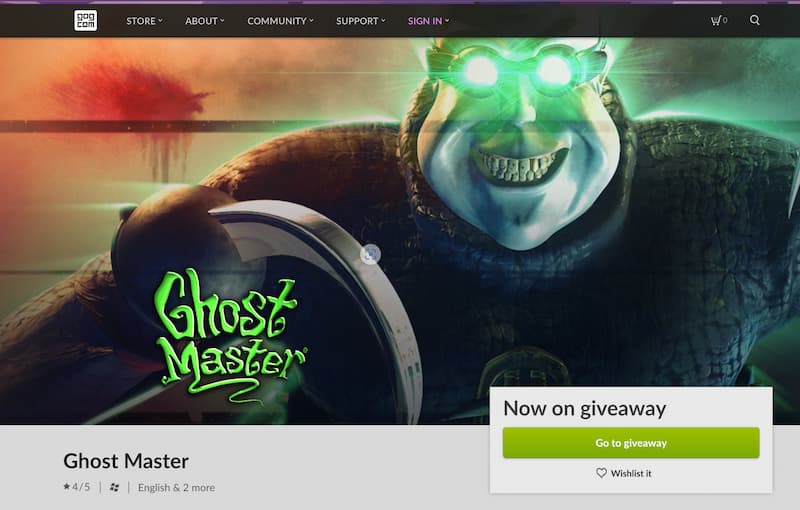 gog
com
STORE
ABOUT
COMMUNITY
SUPPORT
SIGN IN
0
Ghost
Master
Now on giveaway
Go to giveaway
Wishlist it
Ghost Master
4/5
English & 2 more